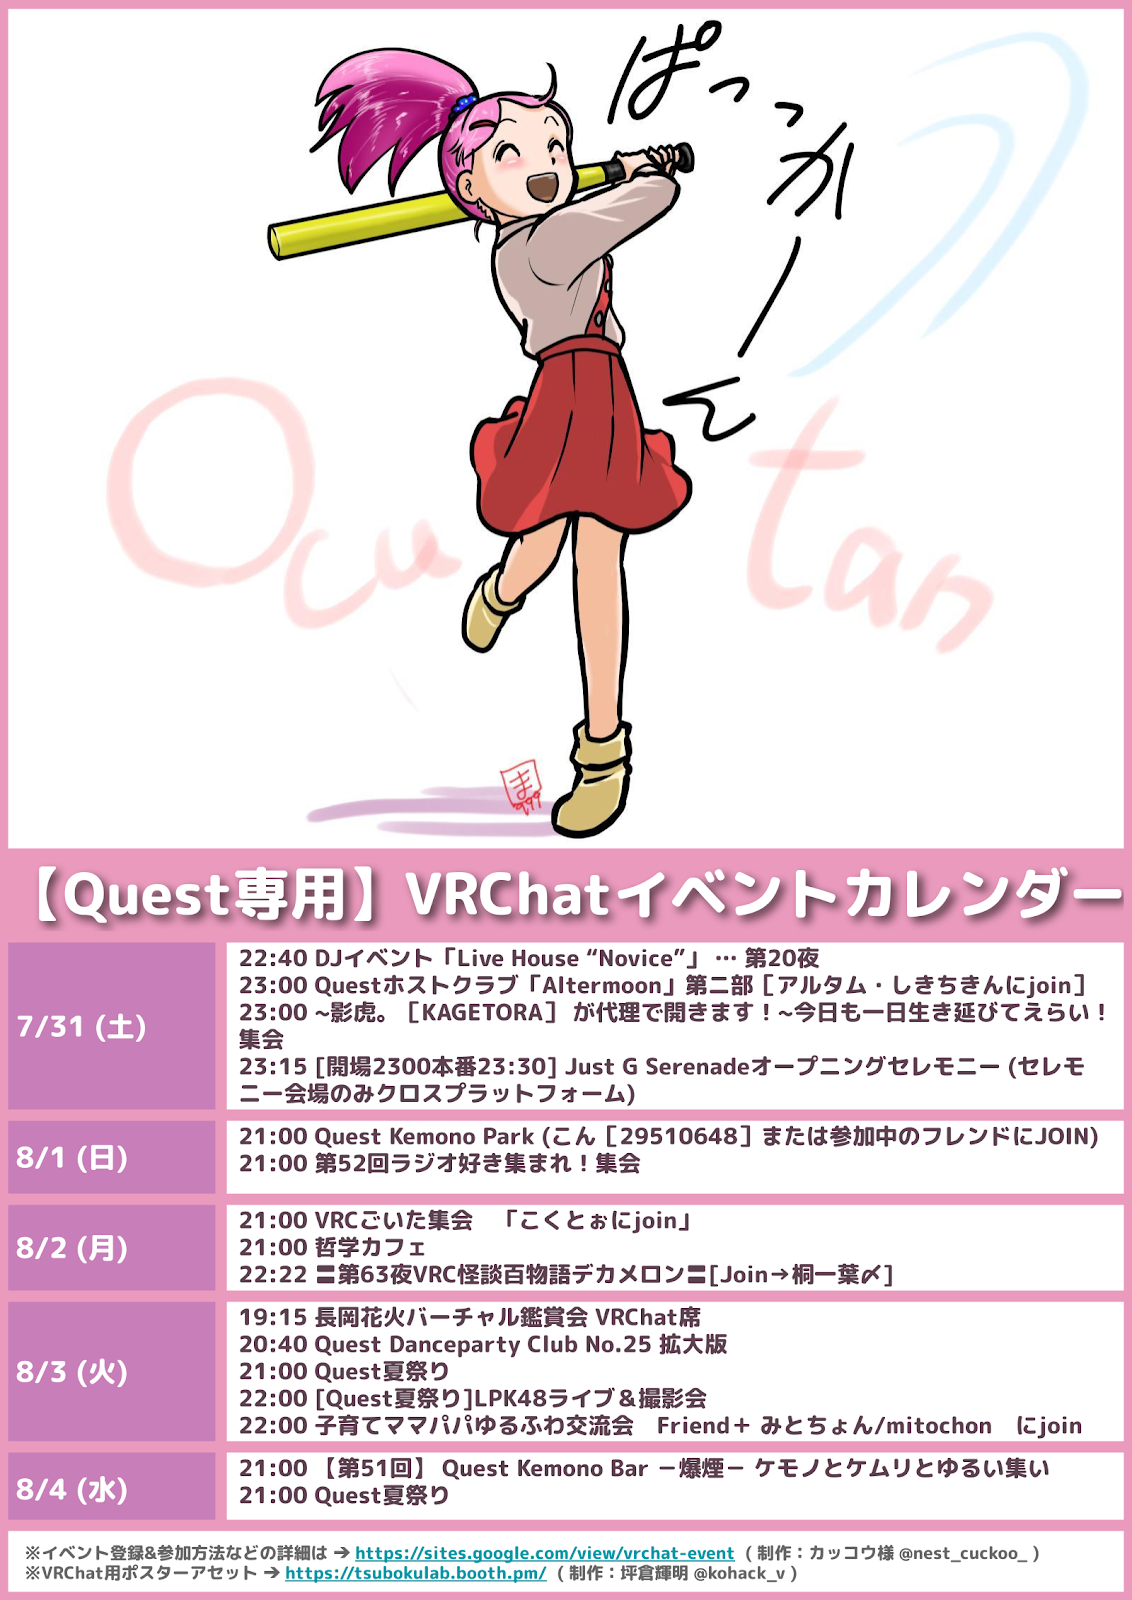 ぱっっかーん
Ocu tan
ま
999
【Quest専用】VRChatイベントカレンダー
7/31 (土)
22:40 DJイベント「Live House “Novice”」 … 第20夜
23:00 Questホストクラブ「Altermoon」第二部［アルタム・しきちきんにjoin］
23:00 ~影虎。［KAGETORA］ が代理で開きます！~今日も一日生き延びてえらい！
集会
23:15 [開場2300本番23:30] Just G Serenadeオープニングセレモニー (セレモ
ニー会場のみクロスプラットフォーム)
8/1 (日)
21:00 Quest Kemono Park (こん［29510648］または参加中のフレンドにJOIN)
21:00 第52回ラジオ好き集まれ！集会
8/2 (月)
21:00 VRCごいた集会　「こくとぉにjoin」
21:00 哲学カフェ
22:22 〓第63夜VRC怪談百物語デカメロン〓[Join→桐一葉〆]
8/3 (火)
19:15 長岡花火バーチャル鑑賞会 VRChat席
20:40 Quest Danceparty Club No.25 拡大版
21:00 Quest夏祭り
22:00 [Quest夏祭り]LPK48ライブ＆撮影会
22:00 子育てママパパゆるふわ交流会　Friend＋ みとちょん/mitochon　にjoin
8/4 (水)
21:00 【第51回】 Quest Kemono Bar －爆煙－ ケモノとケムリとゆるい集い
21:00 Quest夏祭り
※イベント登録&参加方法などの詳細は → https://sites.google.com/view/vrchat-event ( 制作：カッコウ様 @nest_cuckoo_ )
※VRChat用ポスターアセット → https://tsubokulab.booth.pm/ ( 制作：坪倉輝明 @kohack_v )